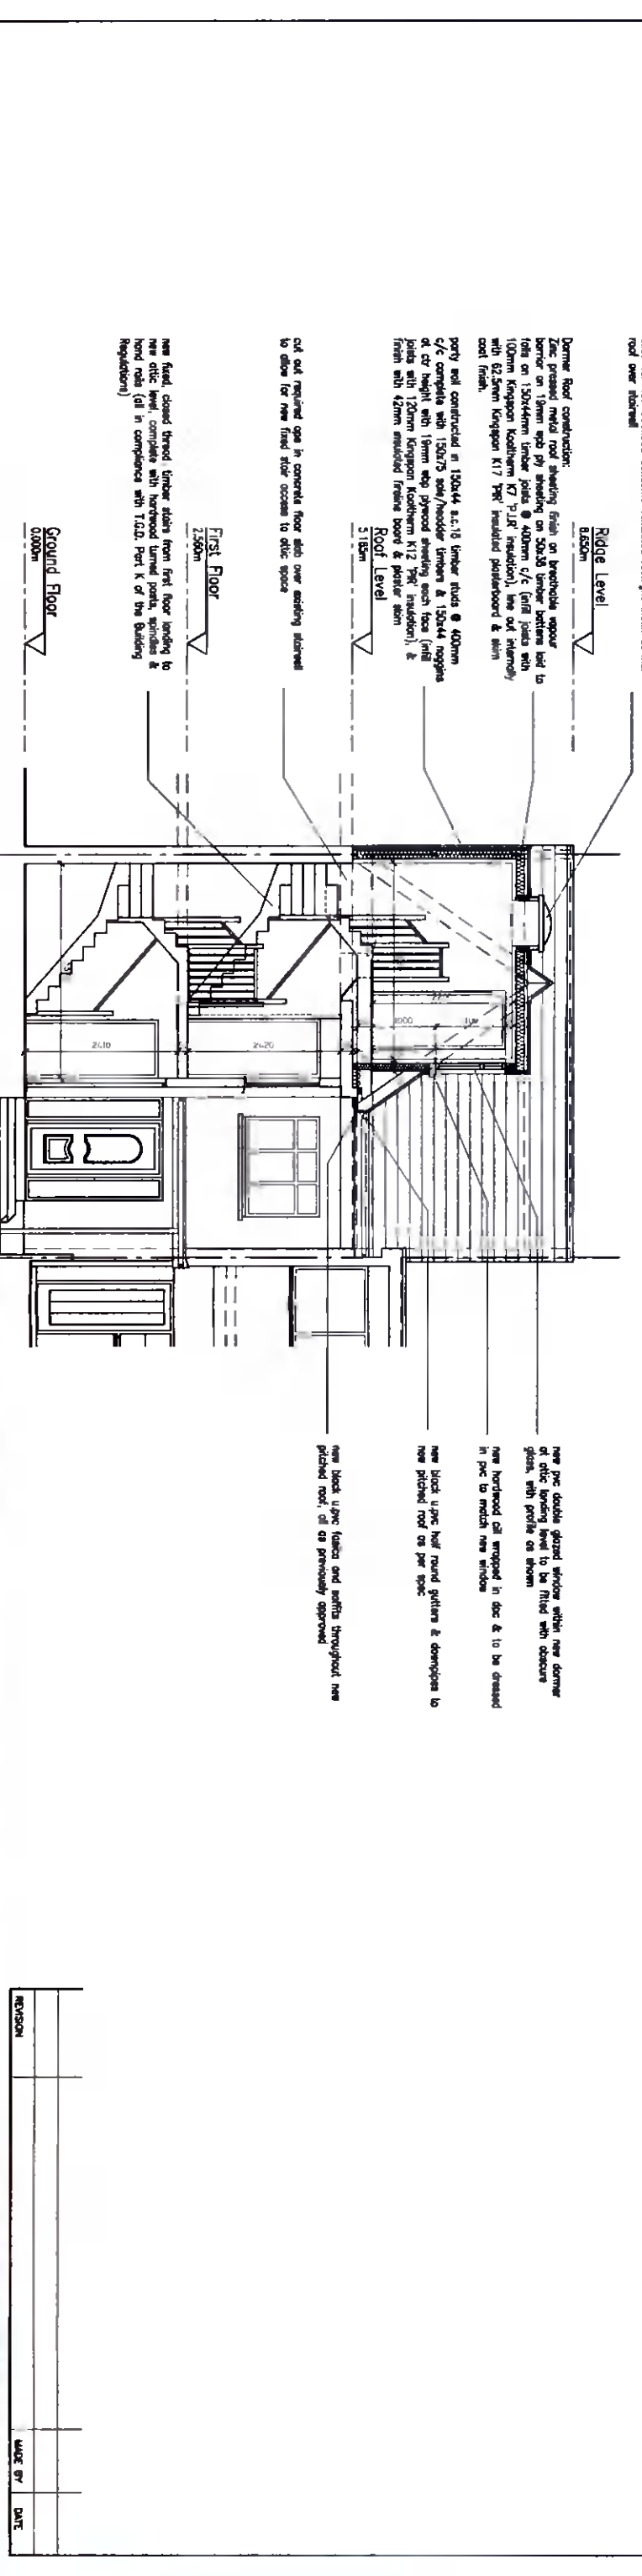 roof over stairwell
Ridge Level
8.650m
Dormer Roof construction:
Zinc pressed metal roof sheeting finish on breathable vapour
barrier on 19mm wpb ply sheeting on 50x38 timber battens laid to
falls on 150x44mm timber joists @ 400mm c/c (infill joists with
100mm Kingspan Kooltherm K7 'P.I.R' insulation), line out internally
with 62.5mm Kingspan K17 'PIR' insulated plasterboard & skim
coat finish.
party wall constructed in 150x44 s.c.16 timber studs @ 400mm
c/c complete with 150x75 sole/header timbers & 150x44 noggins
at ctr height with 19mm wbp plywood sheeting each face (infill
joists with 120mm Kingspan Kooltherm K12 'PIR' insulation), &
finish with 42mm insulated fireline board & plaster skim
Roof Level
5.185m
cut out required ope in concrete floor slab over existing stairwell
to allow for new fixed stair access to attic space
First Floor
2.560m
new fixed, closed thread, timber stairs from first floor landing to
new attic level, complete with hardwood turned posts, spindles &
hand rails (all in compliance with T.G.D. Part K of the Building
Regulations)
Ground Floor
0.000m
2410
2420
new pvc double glazed window within new dormer
at attic landing level to be fitted with obscure
glass, with profile as shown
new hardwood cill wrapped in dpc & to be dressed
in pvc to match new window
new black u.pvc half round gutters & downpipes to
new pitched roof as per spec
new black u.pvc fascia and soffits throughout new
pitched roof, all as previously approved
REVISION
MADE BY
DATE